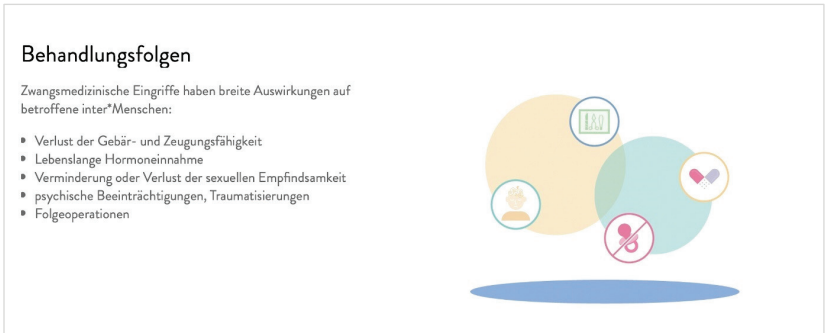 Behandlungsfolgen
Zwangsmedizinische Eingriffe haben breite Auswirkungen auf
betroffene inter*Menschen:
Verlust der Gebär- und Zeugungsfähigkeit
Lebenslange Hormoneinnahme
Verminderung oder Verlust der sexuellen Empfindsamkeit
psychische Beeinträchtigungen, Traumatisierungen
Folgeoperationen